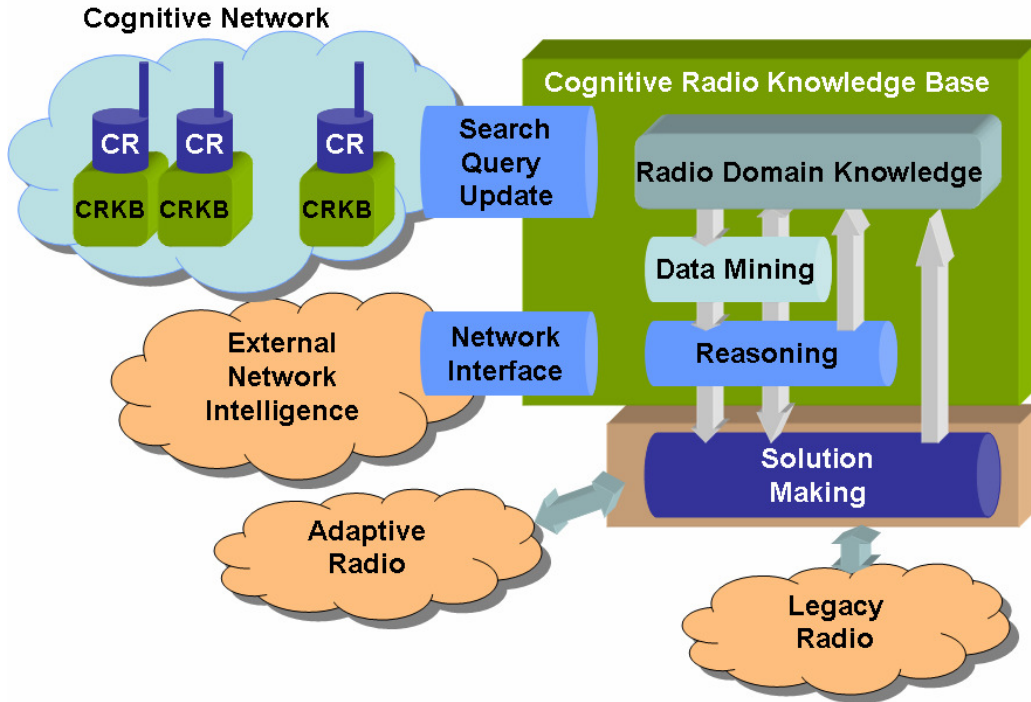 Cognitive Network
CR CR CR
CRKB CRKB CRKB
Search
Query
Update
Cognitive Radio Knowledge Base
Radio Domain Knowledge
Data Mining
Reasoning
External
Network
Intelligence
Network
Interface
Solution
Making
Adaptive
Radio
Legacy
Radio